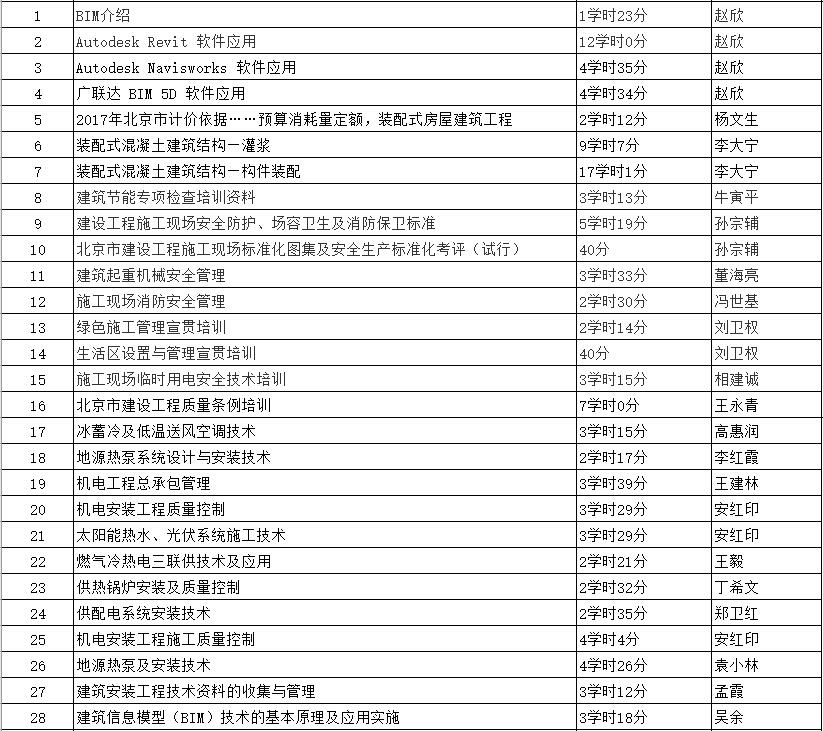 1 BIM介绍 1学时23分 赵欣
2 Autodesk Revit 软件应用 12学时0分 赵欣
3 Autodesk Navisworks 软件应用 4学时35分 赵欣
4 广联达 BIM 5D 软件应用 4学时34分 赵欣
5 2017年北京市计价依据……预算消耗量定额，装配式房屋建筑工程 2学时12分 杨文生
6 装配式混凝土建筑结构—灌浆 9学时7分 李大宁
7 装配式混凝土建筑结构—构件装配 17学时1分 李大宁
8 建筑节能专项检查培训资料 3学时13分 牛寅平
9 建设工程施工现场安全防护、场容卫生及消防保卫标准 5学时19分 孙宗辅
10 北京市建设工程施工现场标准化图集及安全生产标准化考评（试行） 40分 孙宗辅
11 建筑起重机械安全管理 3学时33分 董海亮
12 施工现场消防安全管理 2学时30分 冯世基
13 绿色施工管理宣贯培训 2学时14分 刘卫权
14 生活区设置与管理宣贯培训 40分 刘卫权
15 施工现场临时用电安全技术培训 3学时15分 相建诚
16 北京市建设工程质量条例培训 7学时0分 王永青
17 冰蓄冷及低温送风空调技术 3学时15分 高惠润
18 地源热泵系统设计与安装技术 2学时17分 李红霞
19 机电工程总承包管理 3学时39分 王建林
20 机电安装工程质量控制 3学时29分 安红印
21 太阳能热水、光伏系统施工技术 3学时29分 安红印
22 燃气冷热电三联供技术及应用 2学时21分 王毅
23 供热锅炉安装及质量控制 2学时32分 丁希文
24 供配电系统安装技术 2学时35分 郑卫红
25 机电安装工程施工质量控制 4学时4分 安红印
26 地源热泵及安装技术 4学时26分 袁小林
27 建筑安装工程技术资料的收集与管理 3学时12分 孟霞
28 建筑信息模型（BIM）技术的基本原理及应用实施 3学时18分 吴余